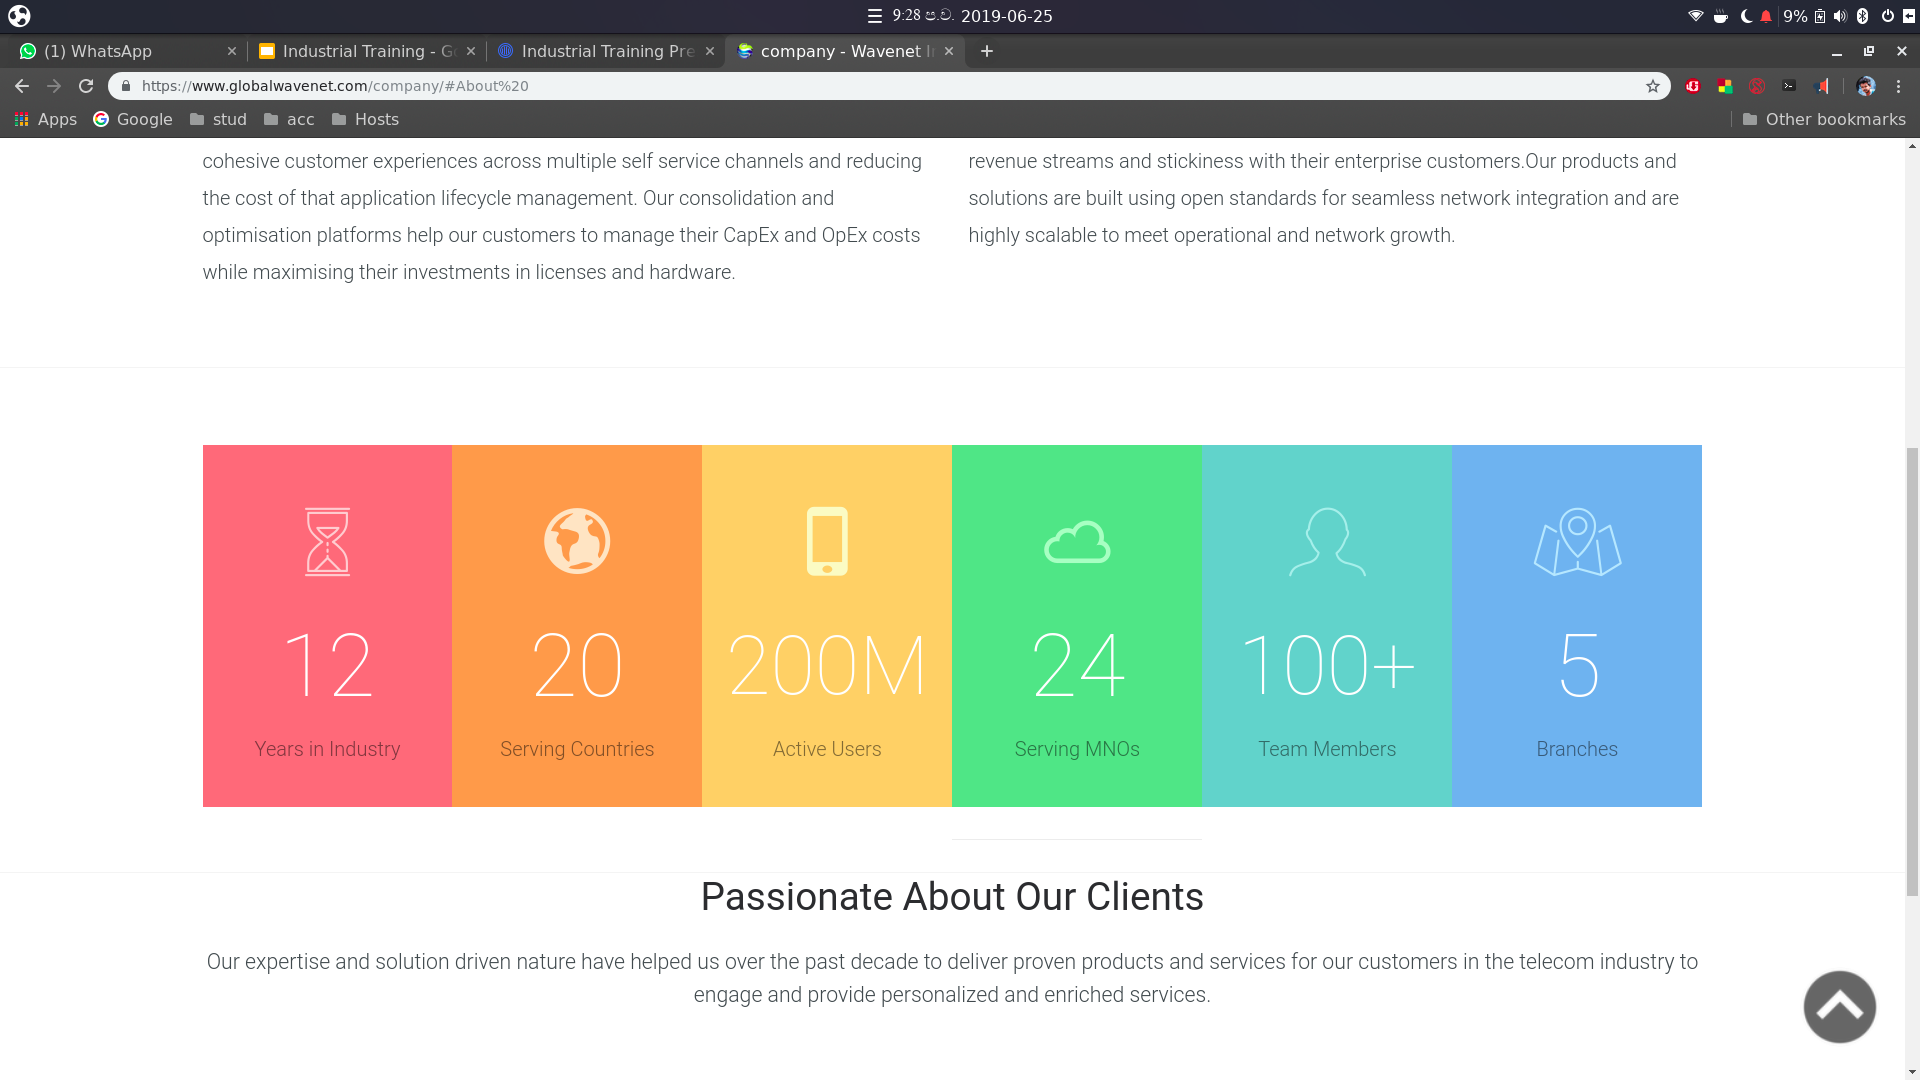 9:28 ප.ව. 2019-06-25
9%
(1) WhatsApp
Industrial Training - Go
Industrial Training Pre
company - Wavenet In
https://www.globalwavenet.com/company/#About%20
Apps
Google
stud
acc
Hosts
Other bookmarks
cohesive customer experiences across multiple self service channels and reducing
the cost of that application lifecycle management. Our consolidation and
optimisation platforms help our customers to manage their CapEx and OpEx costs
while maximising their investments in licenses and hardware.
revenue streams and stickiness with their enterprise customers.Our products and
solutions are built using open standards for seamless network integration and are
highly scalable to meet operational and network growth.
12
Years in Industry
20
Serving Countries
200M
Active Users
24
Serving MNOs
100+
Team Members
5
Branches
Passionate About Our Clients
Our expertise and solution driven nature have helped us over the past decade to deliver proven products and services for our customers in the telecom industry to
engage and provide personalized and enriched services.